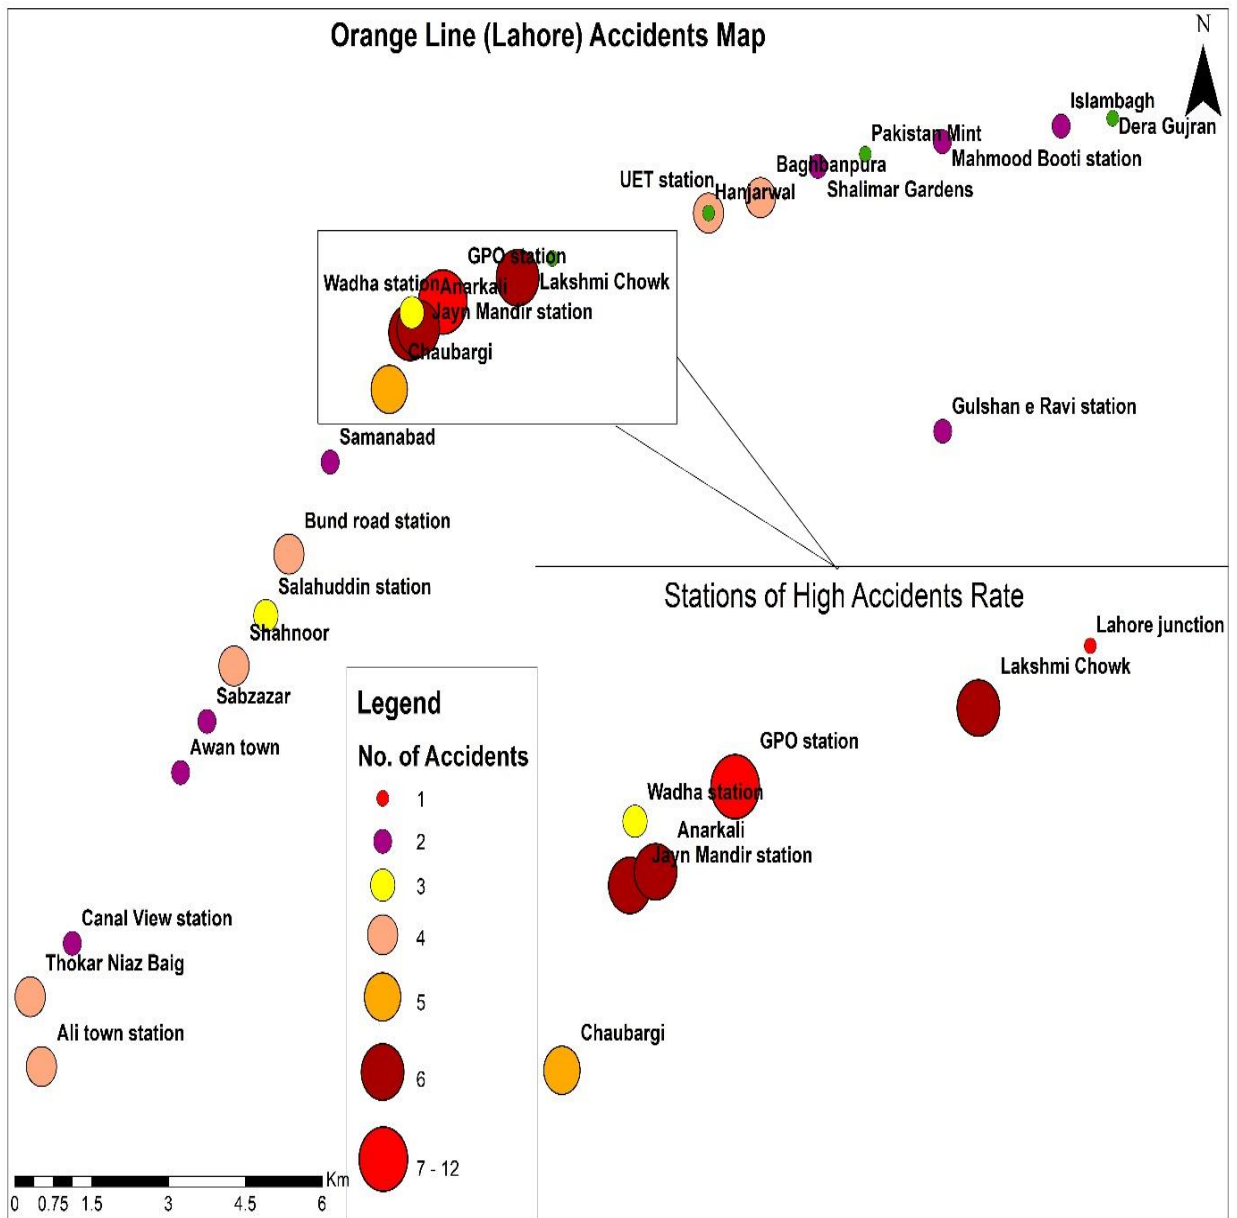 Orange Line (Lahore) Accidents Map
N
Islambagh
Dera Gujran
Pakistan Mint
Mahmood Booti station
Baghbanpura
Shalimar Gardens
UET station
Hanjarwal
GPO station
Lakshmi Chowk
Wadha station
Anarkali
Jayn Mandir station
Chaubargi
Gulshan e Ravi station
Samanabad
Bund road station
Salahuddin station
Shahnoor
Sabzazar
Awan town
Canal View station
Thokar Niaz Baig
Ali town station
Stations of High Accidents Rate
Lahore junction
Lakshmi Chowk
GPO station
Wadha station
Anarkali
Jayn Mandir station
Chaubargi
Legend
No. of Accidents
1
2
3
4
5
6
7 - 12
Km
0 0.75 1.5 3 4.5 6